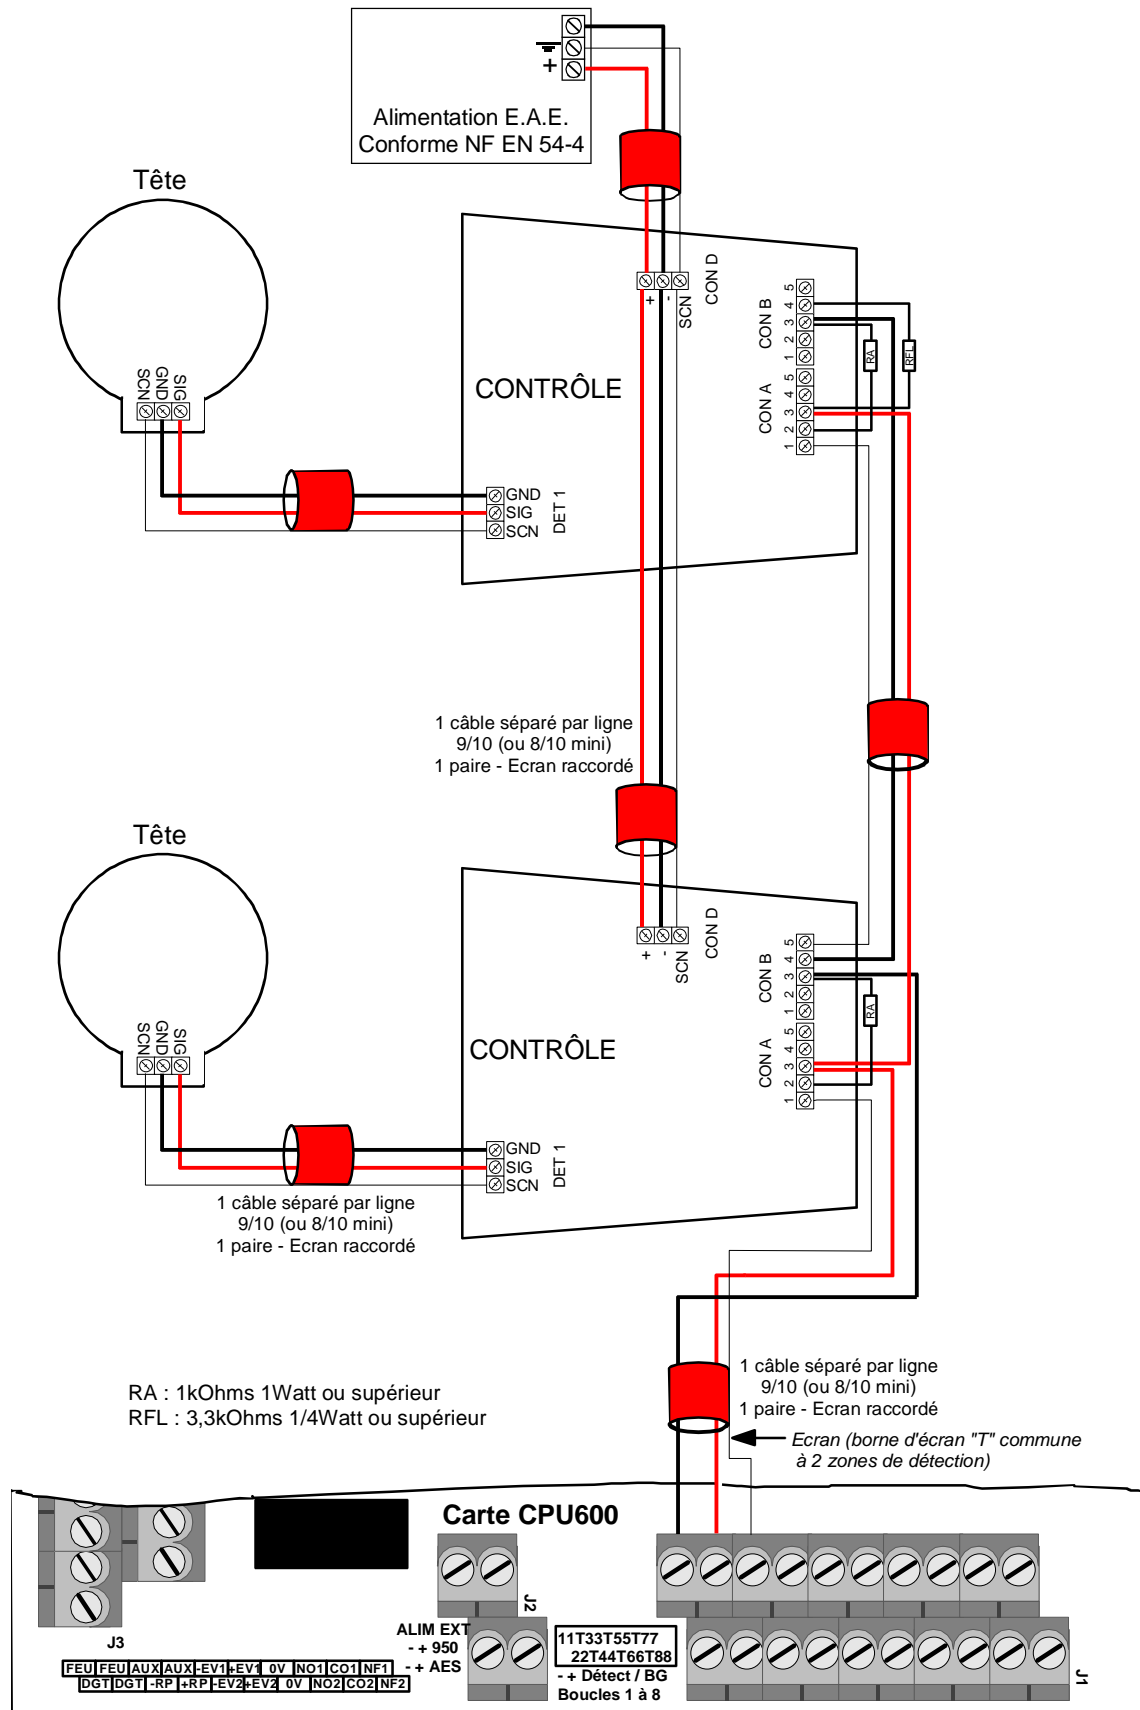 +
Alimentation E.A.E.
Conforme NF EN 54-4
Tête
SCN
GND
SIG
+
-
SCN
CON D
CONTRÔLE
5
4
3
2
1
CON B
5
4
3
2
1
CON A
RA
RFL
GND
SIG
SCN
DET 1
1 câble séparé par ligne
9/10 (ou 8/10 mini)
1 paire - Ecran raccordé
Tête
SCN
GND
SIG
+
-
SCN
CON D
CONTRÔLE
5
4
3
2
1
CON B
5
4
3
2
1
CON A
RA
GND
SIG
SCN
DET 1
1 câble séparé par ligne
9/10 (ou 8/10 mini)
1 paire - Ecran raccordé
1 câble séparé par ligne
9/10 (ou 8/10 mini)
1 paire - Ecran raccordé
RA : 1kOhms 1Watt ou supérieur
RFL : 3,3kOhms 1/4Watt ou supérieur
Ecran (borne d'écran "T" commune
à 2 zones de détection)
Carte CPU600
J2
J3
ALIM EXT
- + 950
- + AES
11T33T55T77
22T44T66T88
- + Détect / BG
Boucles 1 à 8
J1
FEU FEU AUX AUX -EV1 +EV1 0V NO1 CO1 NF1
DGT DGT -RP +RP -EV2 +EV2 0V NO2 CO2 NF2